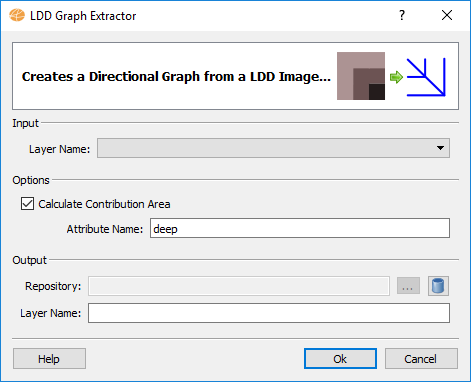 LDD Graph Extractor
Creates a Directional Graph from a LDD Image...
Input
Layer Name:
Options
Calculate Contribution Area
Attribute Name: deep
Output
Repository: ...
Layer Name:
Help Ok Cancel